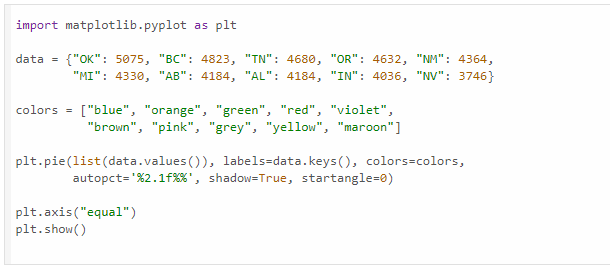 import matplotlib.pyplot as plt
data = {"OK": 5075, "BC": 4823, "TN": 4680, "OR": 4632, "NM": 4364,
        "MI": 4330, "AB": 4184, "AL": 4184, "IN": 4036, "NV": 3746}
colors = ["blue", "orange", "green", "red", "violet",
          "brown", "pink", "grey", "yellow", "maroon"]
plt.pie(list(data.values()), labels=data.keys(), colors=colors,
        autopct='%2.1f%%', shadow=True, startangle=0)
plt.axis("equal")
plt.show()